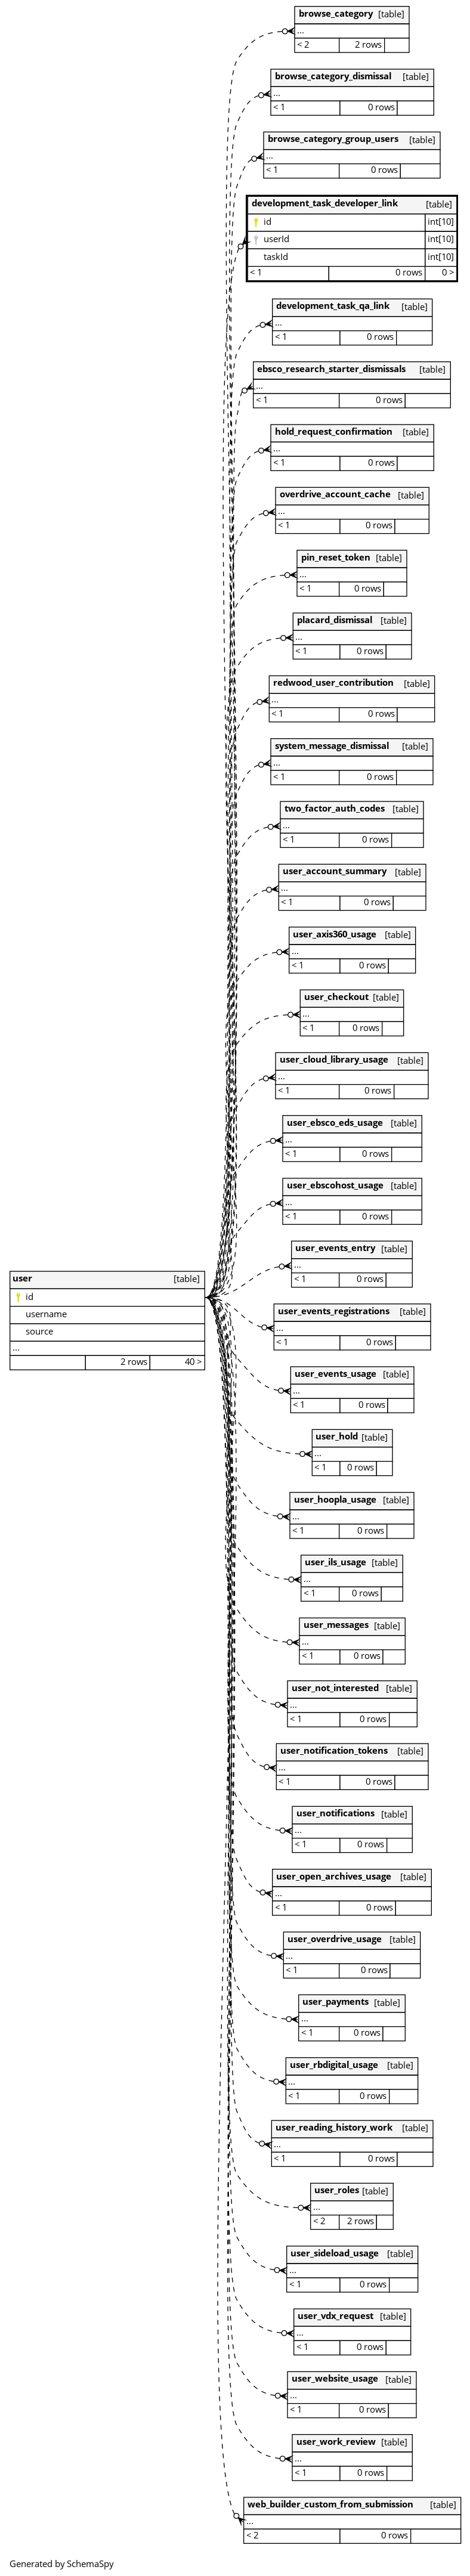 browse_category [table]
...
< 2 2 rows
browse_category_dismissal [table]
...
< 1 0 rows
browse_category_group_users [table]
...
< 1 0 rows
development_task_developer_link [table]
id int[10]
userId int[10]
taskId int[10]
< 1 0 rows 0 >
development_task_qa_link [table]
...
< 1 0 rows
ebsco_research_starter_dismissals [table]
...
< 1 0 rows
hold_request_confirmation [table]
...
< 1 0 rows
overdrive_account_cache [table]
...
< 1 0 rows
pin_reset_token [table]
...
< 1 0 rows
placard_dismissal [table]
...
< 1 0 rows
redwood_user_contribution [table]
...
< 1 0 rows
system_message_dismissal [table]
...
< 1 0 rows
two_factor_auth_codes [table]
...
< 1 0 rows
user_account_summary [table]
...
< 1 0 rows
user_axis360_usage [table]
...
< 1 0 rows
user_checkout [table]
...
< 1 0 rows
user_cloud_library_usage [table]
...
< 1 0 rows
user_ebsco_eds_usage [table]
...
< 1 0 rows
user_ebscohost_usage [table]
...
< 1 0 rows
user_events_entry [table]
...
< 1 0 rows
user [table]
id
username
source
...
2 rows 40 >
user_events_registrations [table]
...
< 1 0 rows
user_events_usage [table]
...
< 1 0 rows
user_hold [table]
...
< 1 0 rows
user_hoopla_usage [table]
...
< 1 0 rows
user_ils_usage [table]
...
< 1 0 rows
user_messages [table]
...
< 1 0 rows
user_not_interested [table]
...
< 1 0 rows
user_notification_tokens [table]
...
< 1 0 rows
user_notifications [table]
...
< 1 0 rows
user_open_archives_usage [table]
...
< 1 0 rows
user_overdrive_usage [table]
...
< 1 0 rows
user_payments [table]
...
< 1 0 rows
user_rbdigital_usage [table]
...
< 1 0 rows
user_reading_history_work [table]
...
< 1 0 rows
user_roles [table]
...
< 2 2 rows
user_sideload_usage [table]
...
< 1 0 rows
user_vdx_request [table]
...
< 1 0 rows
user_website_usage [table]
...
< 1 0 rows
user_work_review [table]
...
< 1 0 rows
web_builder_custom_from_submission [table]
...
< 2 0 rows
Generated by SchemaSpy